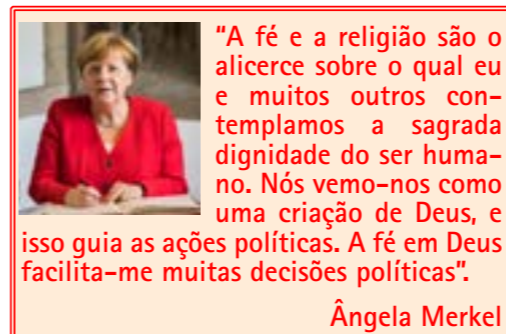 “A fé e a religião são o
alicerce sobre o qual eu
e muitos outros con-
templamos a sagrada
dignidade do ser huma-
no. Nós vemo-nos como
uma criação de Deus, e
isso guia as ações políticas. A fé em Deus
facilita-me muitas decisões políticas”.
Ângela Merkel